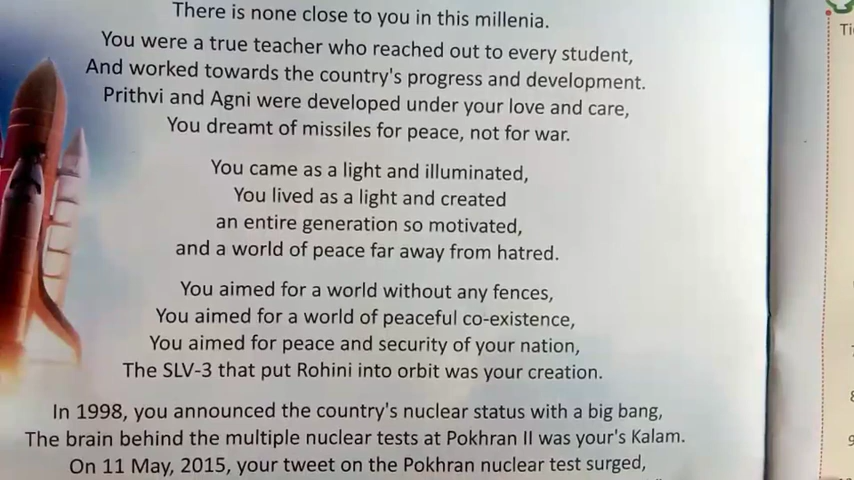 There is none close to you in this millenia.
You were a true teacher who reached out to every student,
And worked towards the country's progress and development.
Prithvi and Agni were developed under your love and care,
You dreamt of missiles for peace, not for war.
You came as a light and illuminated,
You lived as a light and created
an entire generation so motivated,
and a world of peace far away from hatred.
You aimed for a world without any fences,
You aimed for a world of peaceful co-existence,
You aimed for peace and security of your nation,
The SLV-3 that put Rohini into orbit was your creation.
In 1998, you announced the country's nuclear status with a big bang,
The brain behind the multiple nuclear tests at Pokhran II was your's Kalam.
On 11 May, 2015, your tweet on the Pokhran nuclear test surged,